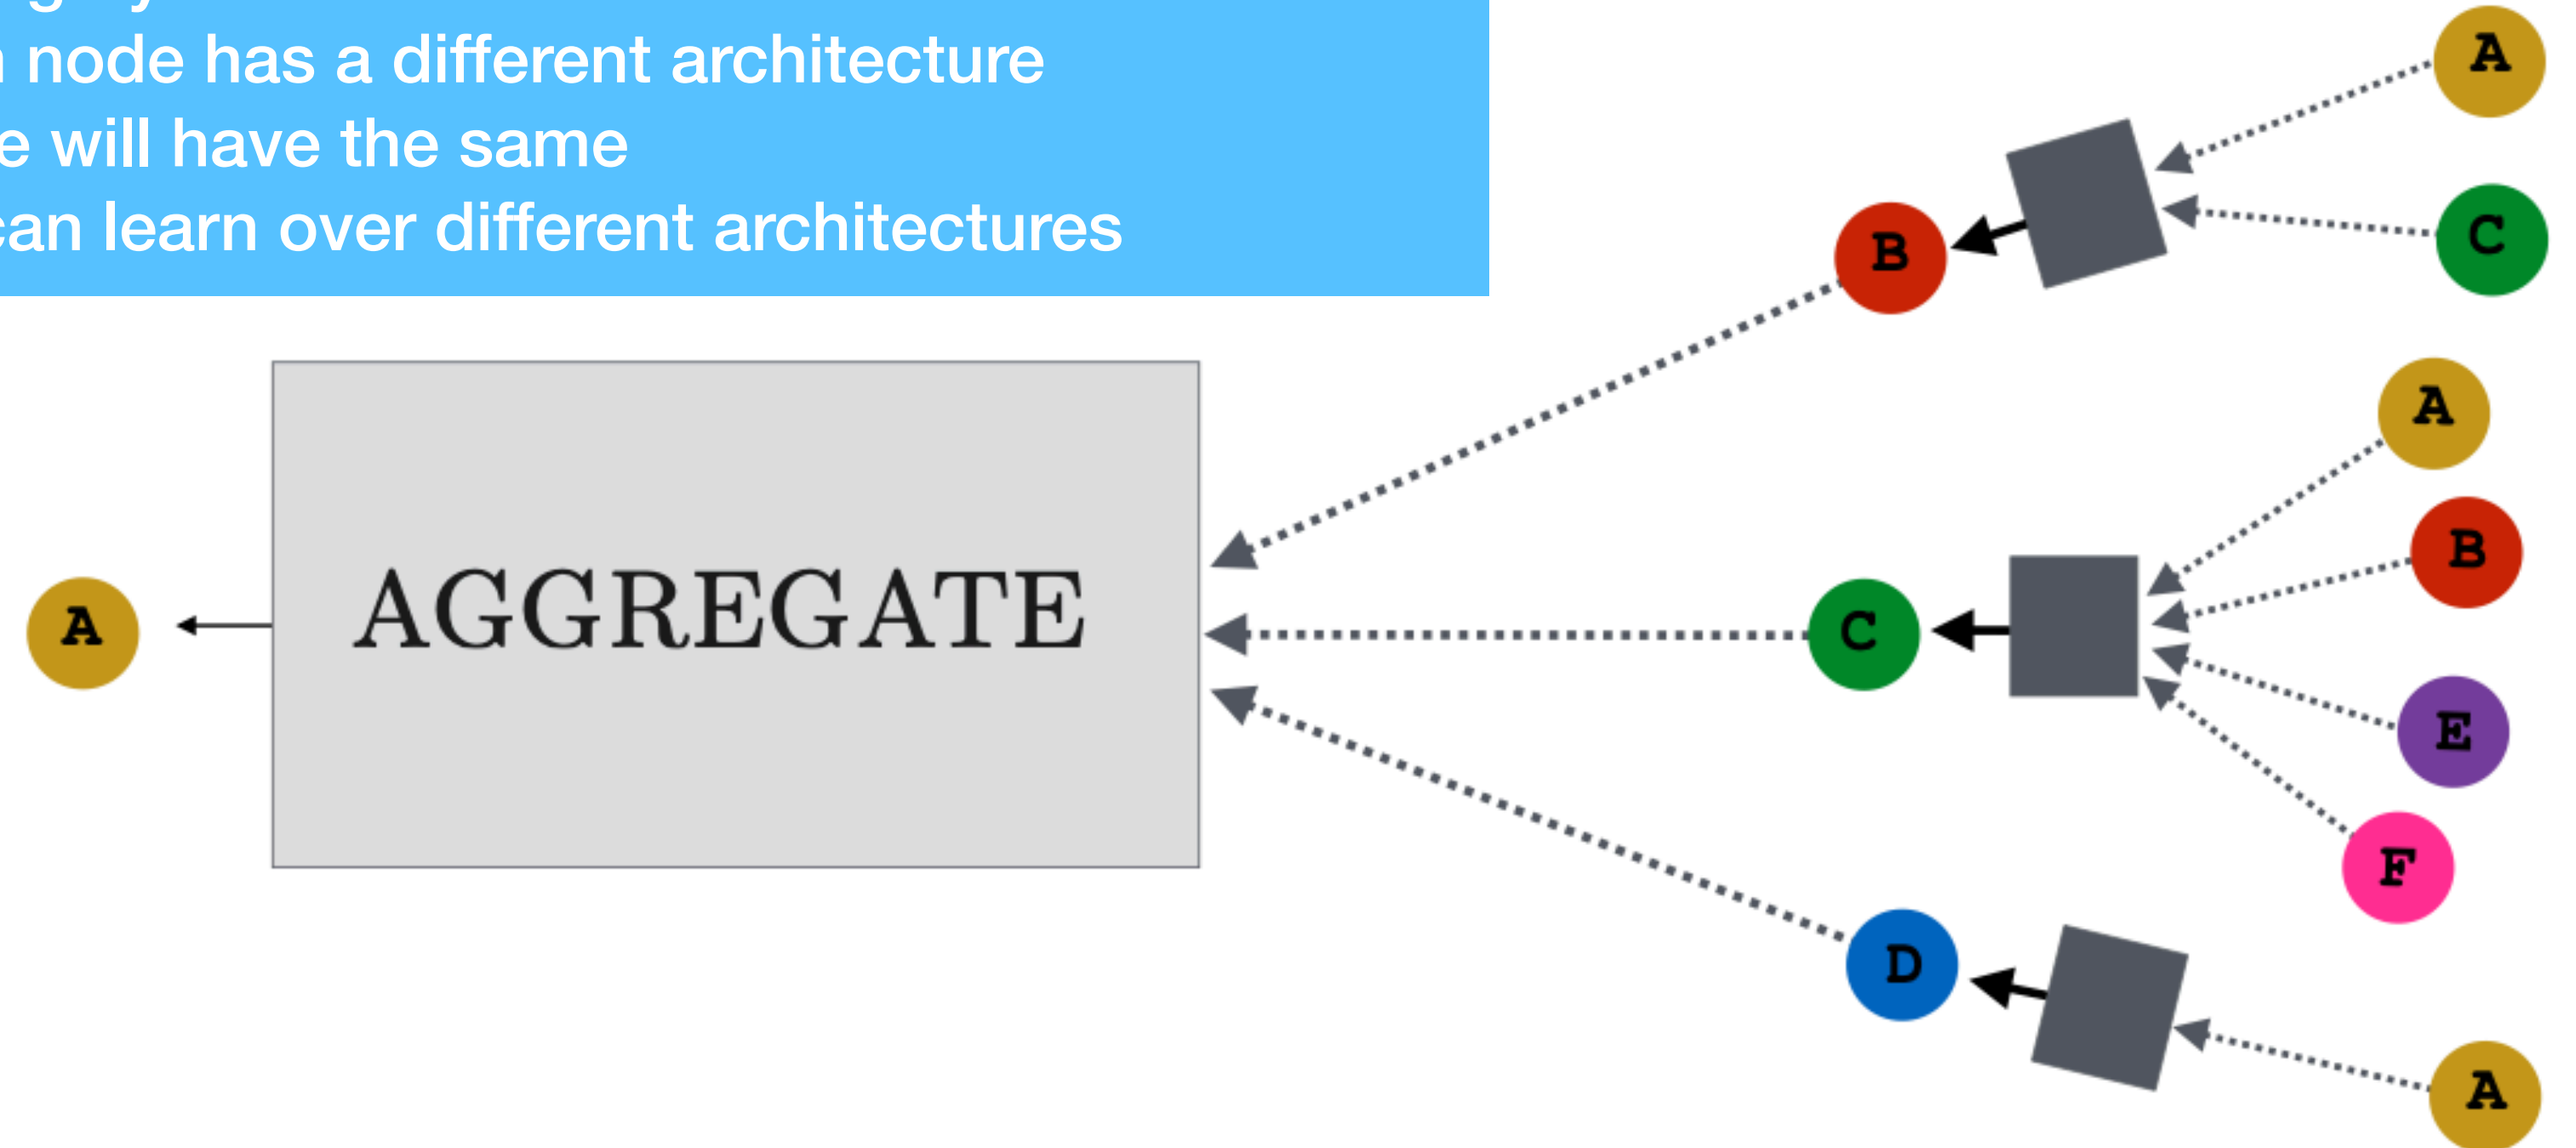 node has a different architecture
e will have the same
can learn over different architectures
A
C
B
A
B
AGGREGATE
A
C
E
F
D
A